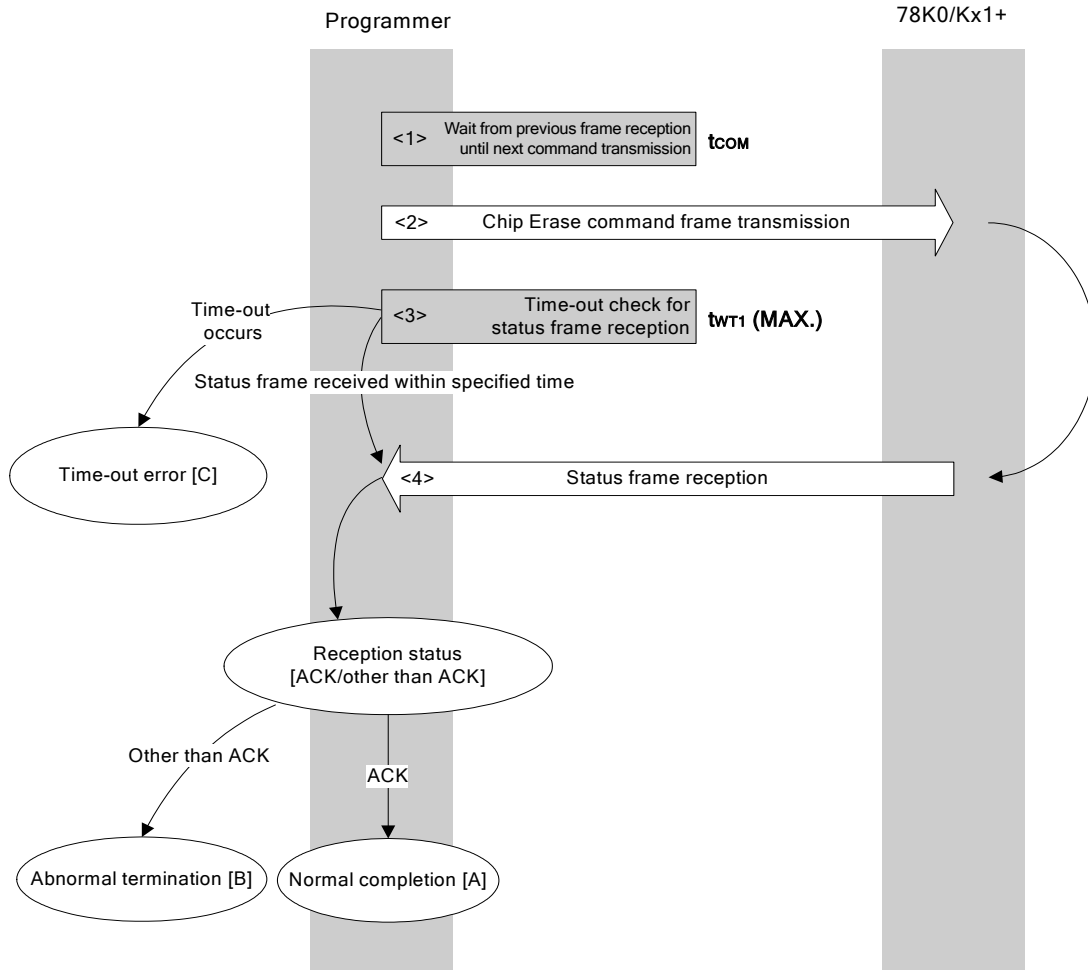 Programmer
78K0/Kx1+
<1> Wait from previous frame reception
until next command transmission
tCOM
<2> Chip Erase command frame transmission
Time-out
occurs
<3> Time-out check for
status frame reception
tWT1 (MAX.)
Status frame received within specified time
Time-out error [C]
<4> Status frame reception
Reception status
[ACK/other than ACK]
Other than ACK
ACK
Abnormal termination [B]
Normal completion [A]